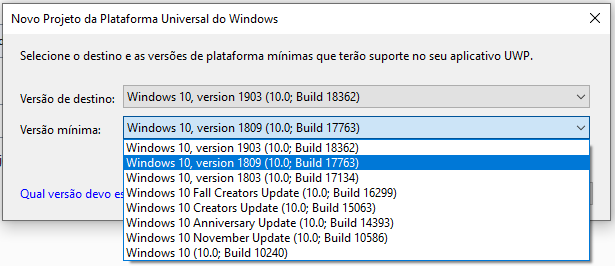 Novo Projeto da Plataforma Universal do Windows
Selecione o destino e as versões de plataforma mínimas que terão suporte no seu aplicativo UWP.
Versão de destino: Windows 10, version 1903 (10.0; Build 18362)
Versão mínima: Windows 10, version 1809 (10.0; Build 17763)
Windows 10, version 1903 (10.0; Build 18362)
Windows 10, version 1809 (10.0; Build 17763)
Windows 10, version 1803 (10.0; Build 17134)
Qual versão devo es
Windows 10 Fall Creators Update (10.0; Build 16299)
Windows 10 Creators Update (10.0; Build 15063)
Windows 10 Anniversary Update (10.0; Build 14393)
Windows 10 November Update (10.0; Build 10586)
Windows 10 (10.0; Build 10240)